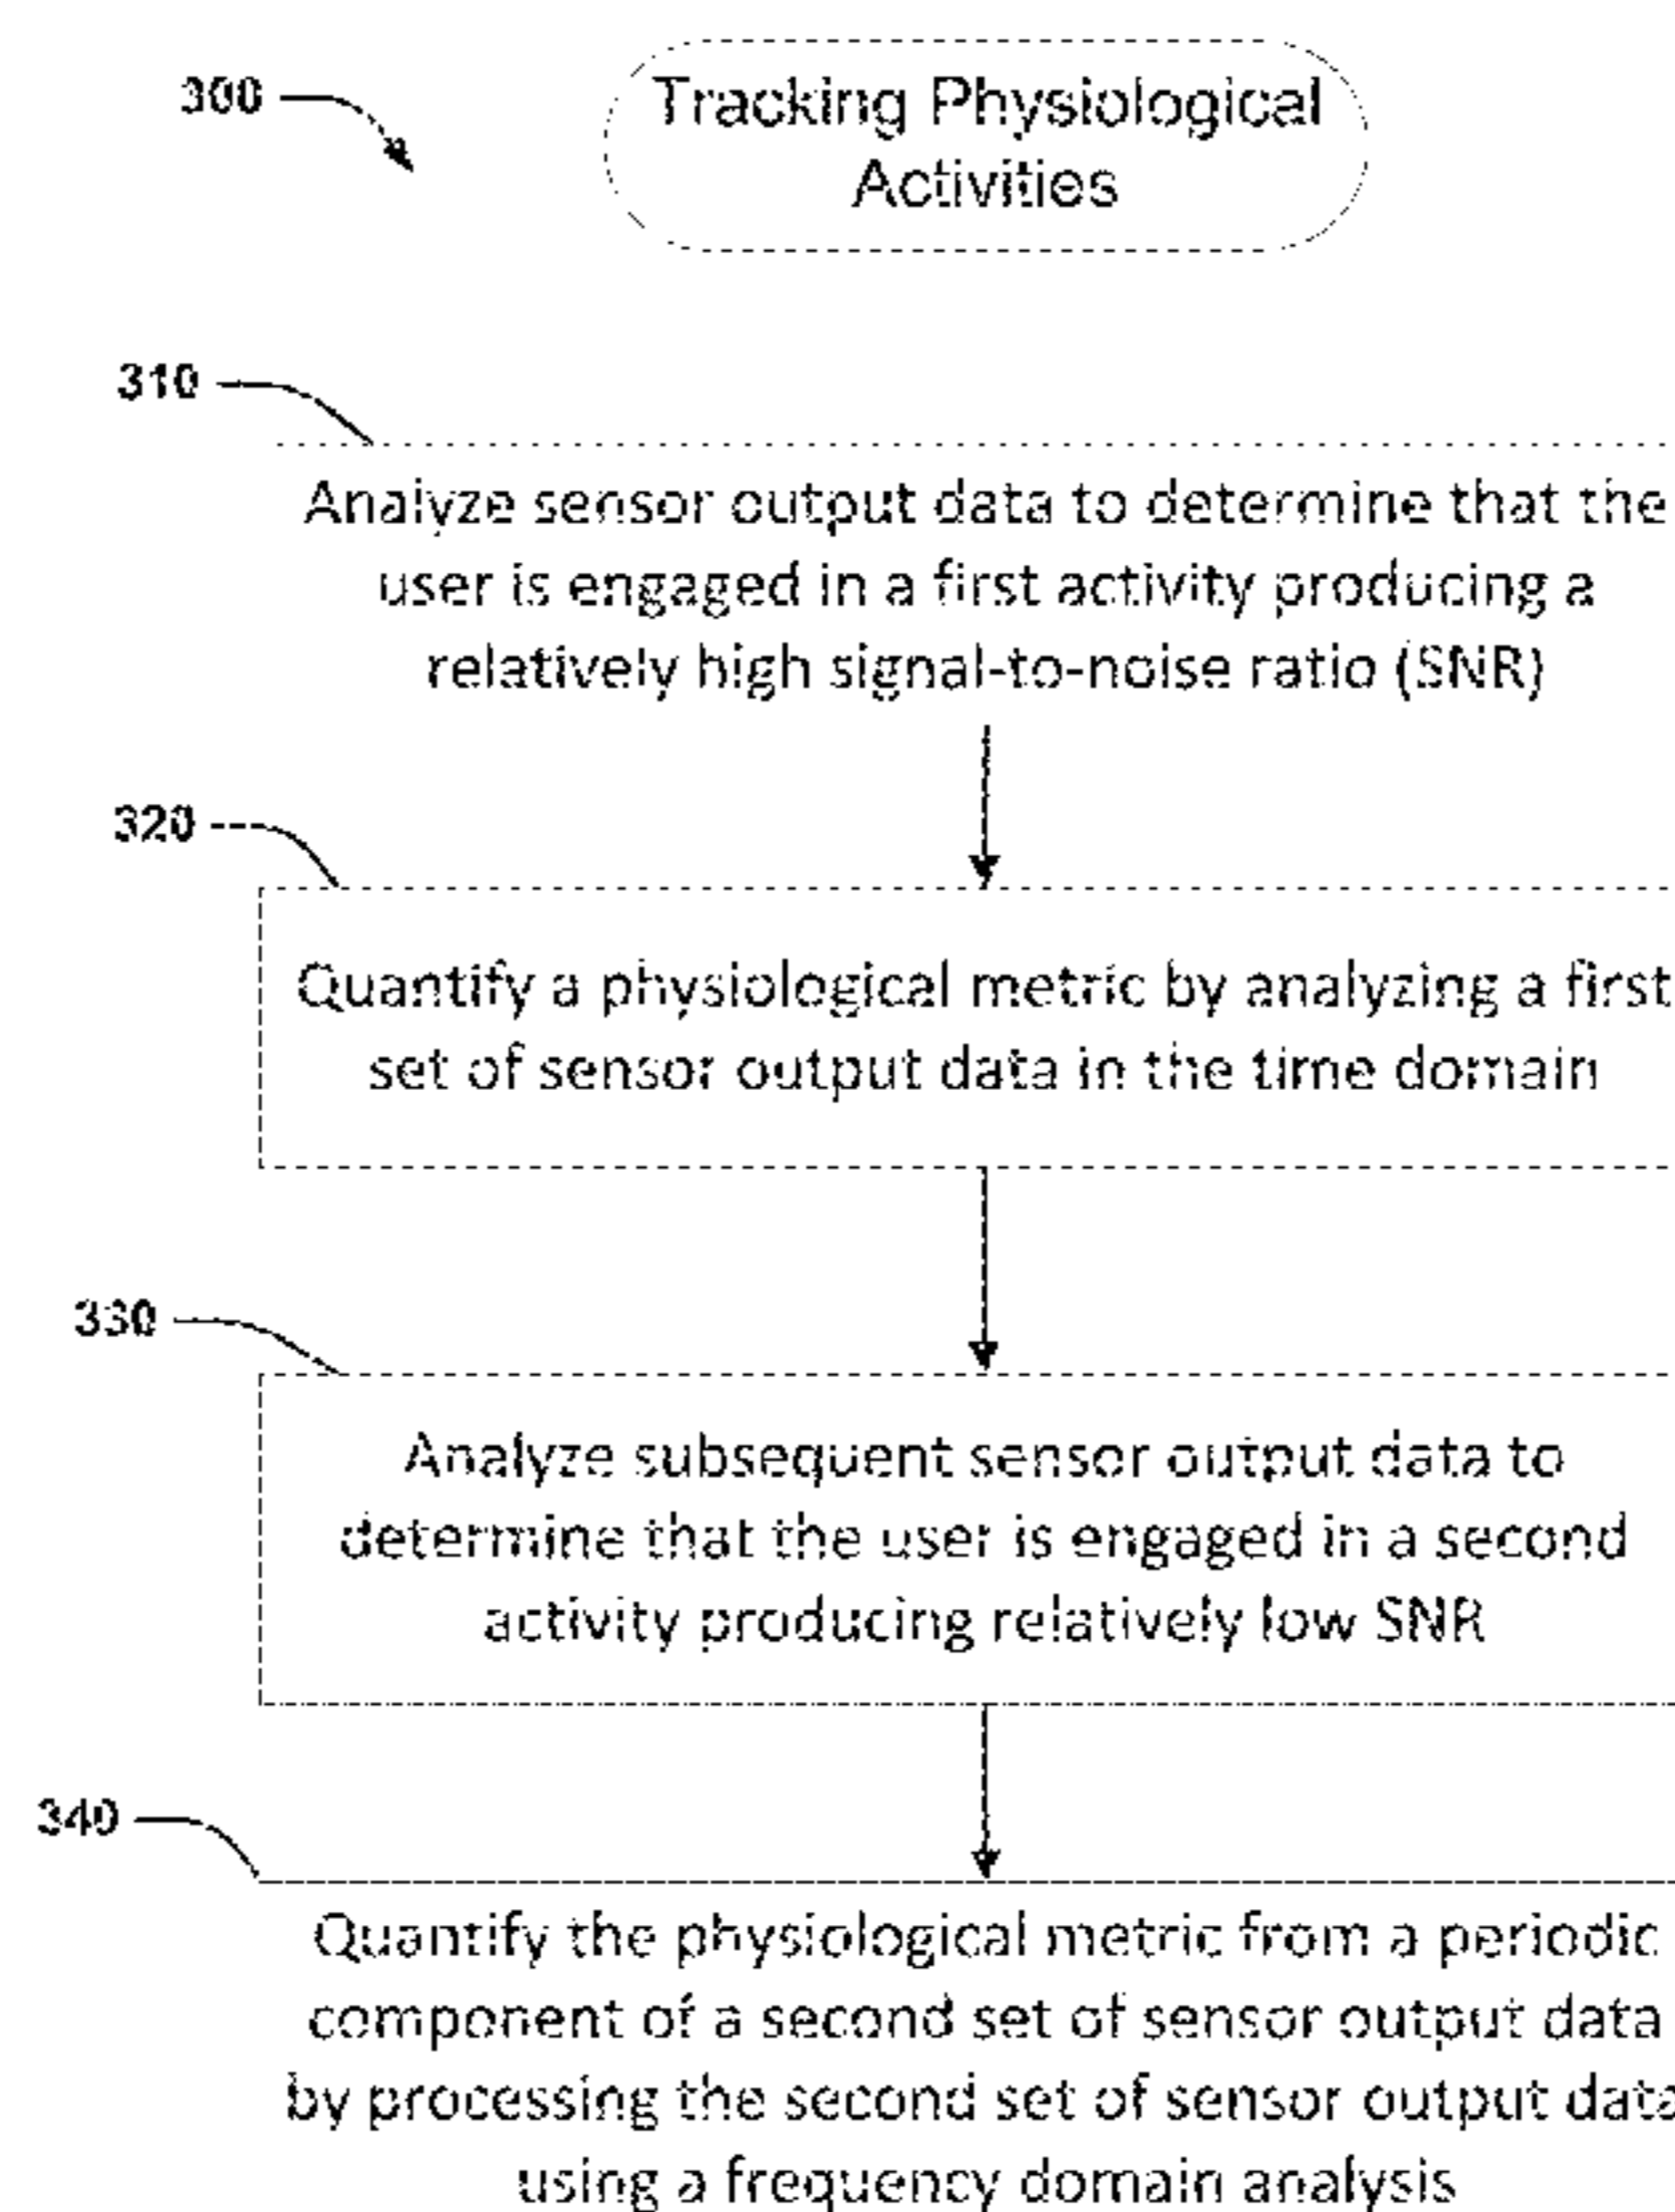 300
Tracking Physiological
Activities
310
Analyze sensor output data to determine that the
user is engaged in a first activity producing a
relatively high signal-to-noise ratio (SNR)
320
Quantify a physiological metric by analyzing a first
set of sensor output data in the time domain
330
Analyze subsequent sensor output data to
determine that the user is engaged in a second
activity producing relatively low SNR
340
Quantify the physiological metric from a periodic
component of a second set of sensor output data
by processing the second set of sensor output data
using a frequency domain analysis